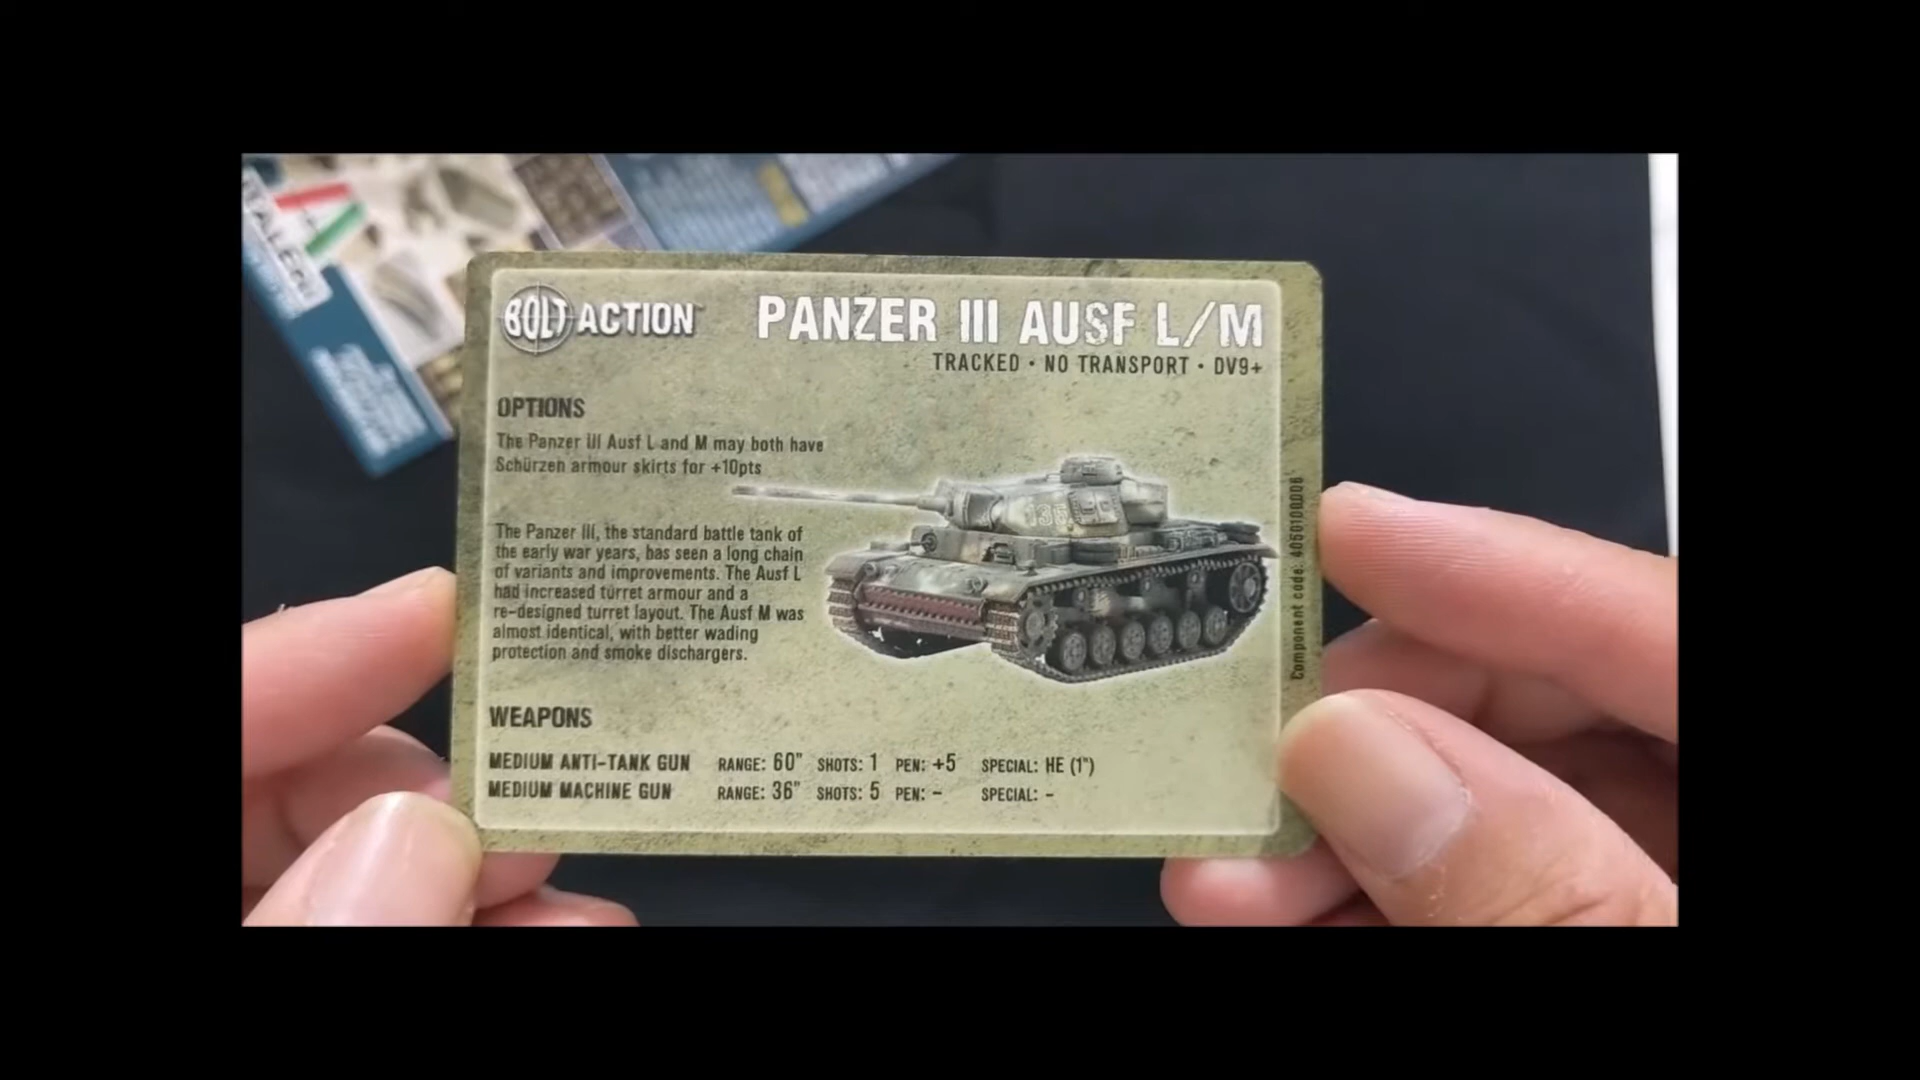 BOLT ACTION
PANZER III AUSF L/M
TRACKED • NO TRANSPORT • DV9+
OPTIONS
The Panzer III Ausf L and M may both have
Schürzen armour skirts for +10pts
The Panzer III, the standard battle tank of
the early war years, has seen a long chain
of variants and improvements. The Ausf L
had increased turret armour and a
re-designed turret layout. The Ausf M was
almost identical, with better wading
protection and smoke dischargers.
WEAPONS
MEDIUM ANTI-TANK GUN RANGE: 60" SHOTS: 1 PEN: +5 SPECIAL: HE (1")
MEDIUM MACHINE GUN RANGE: 36" SHOTS: 5 PEN: - SPECIAL: -
Component code: